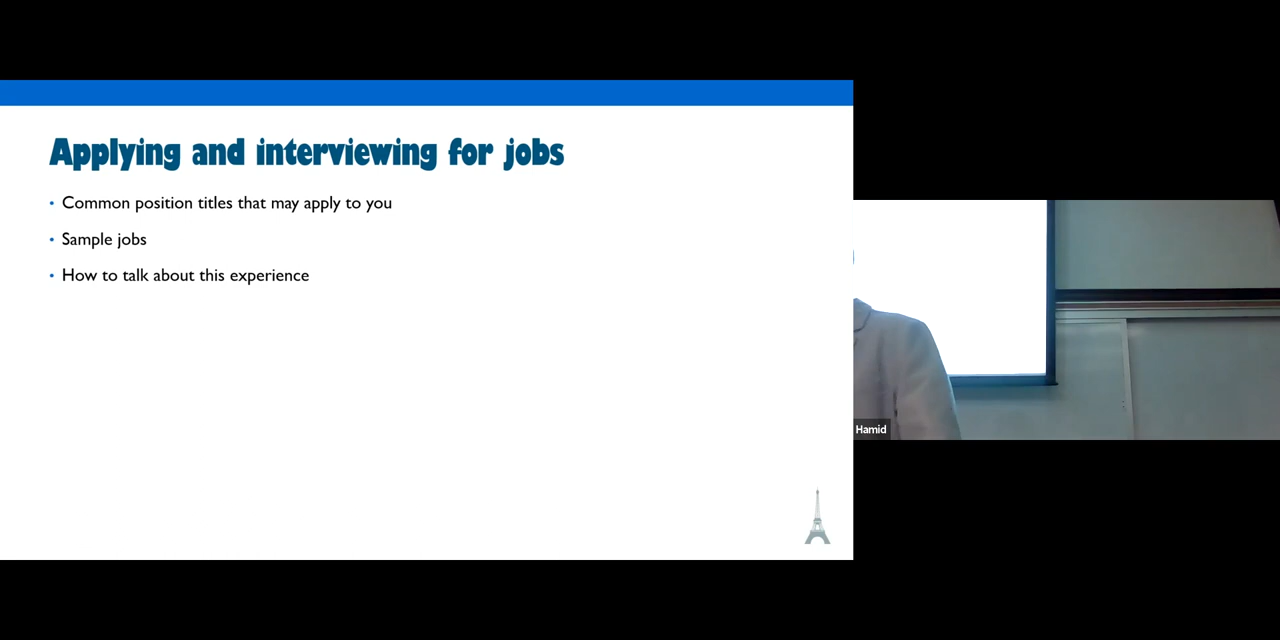 Applying and interviewing for jobs
• Common position titles that may apply to you
• Sample jobs
• How to talk about this experience
Hamid